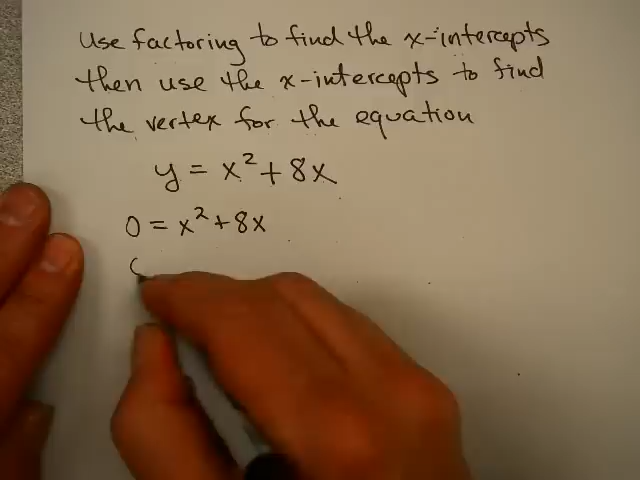 Use factoring to find the x-intercepts
then use the x-intercepts to find
the vertex for the equation
y = x² + 8x
0 = x² + 8x